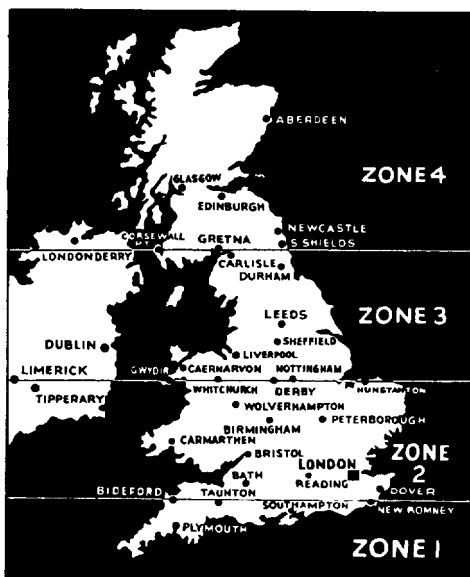 ABERDEEN
ZONE 4
GLASGOW
EDINBURGH
NEWCASTLE
CORSEWALL
PT.
GRETNA
S SHIELDS
LONDONDERRY
CARLISLE
DURHAM
LEEDS
ZONE 3
DUBLIN
SHEFFIELD
LIVERPOOL
LIMERICK
GWYDIR
CAERNARVON
NOTTINGHAM
TIPPERARY
WHITCHURCH
DERBY
HUNSTANTON
WOLVERHAMPTON
PETERBOROUGH
BIRMINGHAM
CARMARTHEN
ZONE
2
BRISTOL
LONDON
BATH
READING
BIDEFORD
TAUNTON
DOVER
SOUTHAMPTON
NEW ROMNEY
PLYMOUTH
ZONE 1